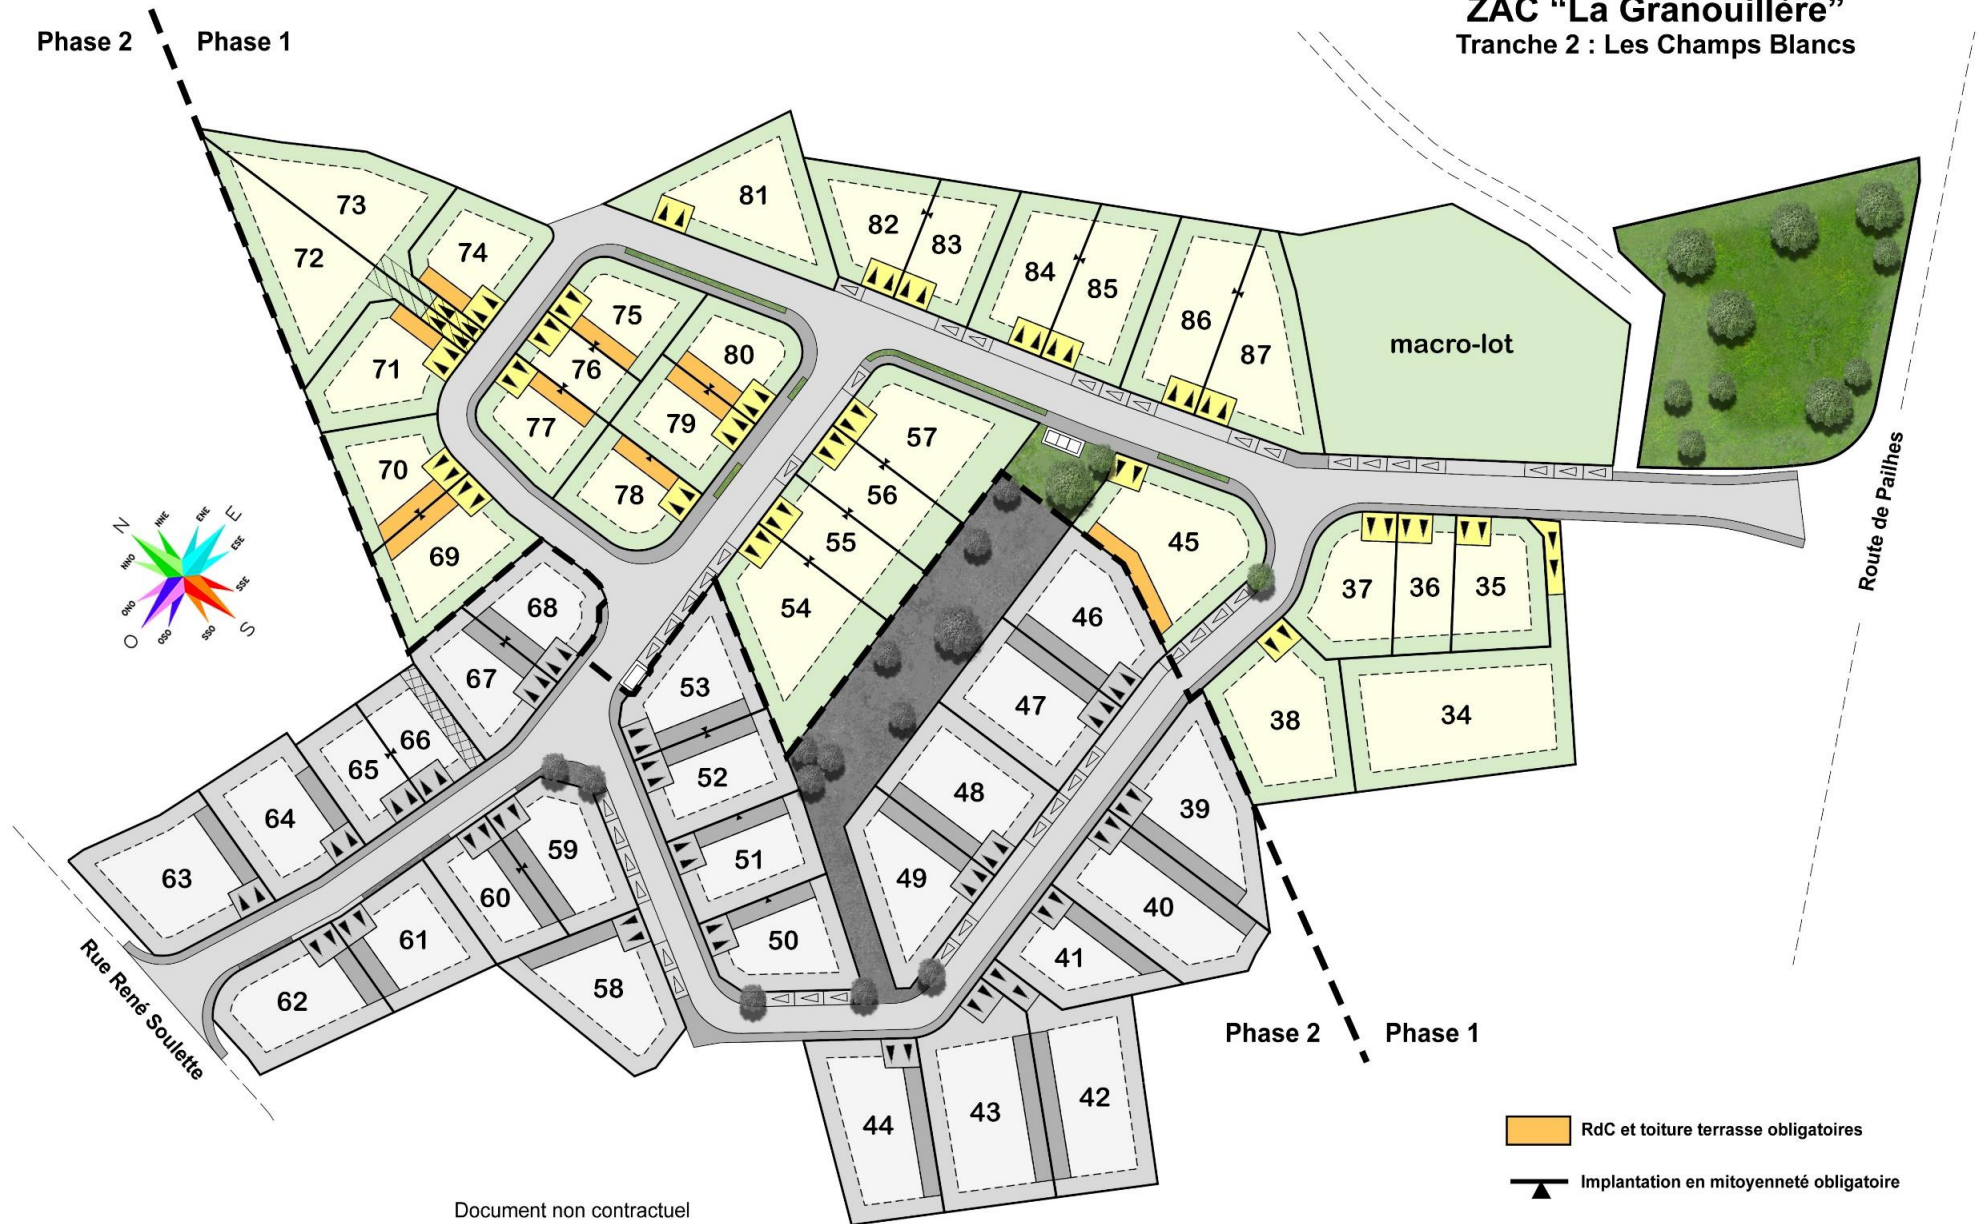 ZAC “La Granouillère”
Tranche 2 : Les Champs Blancs
Phase 2
Phase 1
73
72
74
71
70
69
81
82
83
84
85
86
87
macro-lot
75
76
77
80
79
78
57
56
55
54
45
37
36
35
38
34
Route de Pailhes
N
NNE
ENE
E
ESE
SSE
S
SSO
OSO
O
ONO
NNO
68
67
66
65
64
63
53
52
51
50
46
47
48
49
39
40
41
59
60
61
62
58
44
43
42
Rue René Soulette
Phase 2
Phase 1
RdC et toiture terrasse obligatoires
Implantation en mitoyenneté obligatoire
Document non contractuel